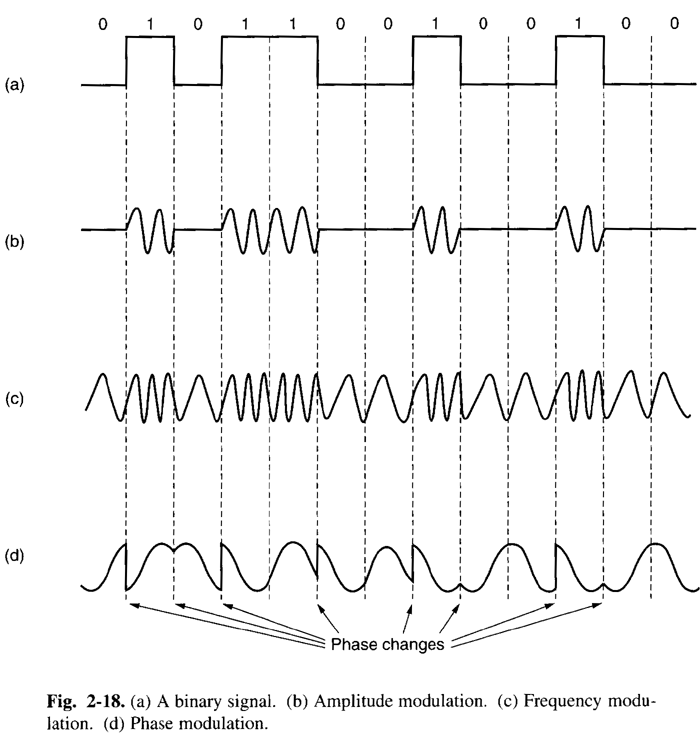 0 1 0 1 1 0 0 1 0 0 1 0 0
(a)
(b)
(c)
(d)
Phase changes
Fig. 2-18. (a) A binary signal. (b) Amplitude modulation. (c) Frequency modu-
lation. (d) Phase modulation.